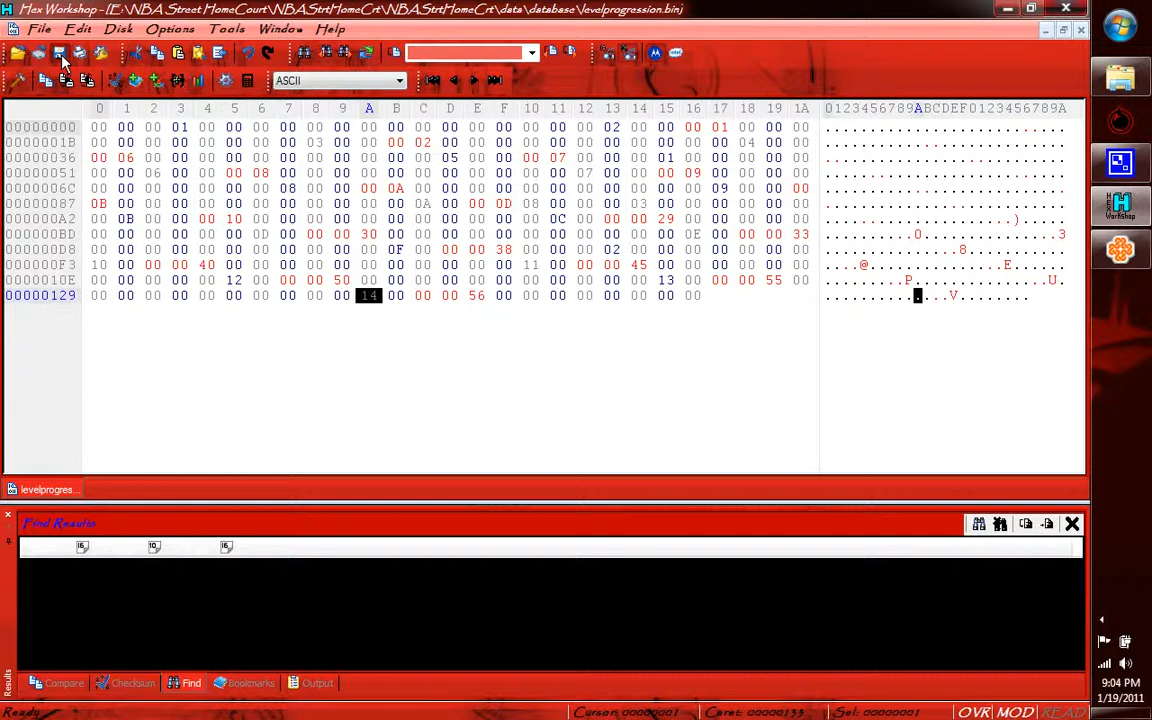 Hex Workshop - [E:\NBA Street HomeCourt\NBAStrtHomeCrt\NBAStrtHomeCrt\data\database\levelprogression.bin]
File Edit Disk Options Tools Window Help
ASCII
0 1 2 3 4 5 6 7 8 9 A B C D E F 10 11 12 13 14 15 16 17 18 19 1A 0123456789ABCDEF0123456789A
00000000 00 00 00 01 00 00 00 00 00 00 00 00 00 00 00 00 00 00 00 02 00 00 00 01 00 00 00 ...........................
0000001B 00 00 00 00 00 00 00 00 03 00 00 00 02 00 00 00 00 00 00 00 00 00 00 00 04 00 00 ...........................
00000036 00 06 00 00 00 00 00 00 00 00 00 00 00 05 00 00 00 07 00 00 00 01 00 00 00 00 00 ...........................
00000051 00 00 06 00 00 00 08 00 00 00 00 00 00 00 00 00 00 00 07 00 00 00 09 00 00 00 00 ...........................
0000006C 00 00 00 00 00 00 00 08 00 00 00 0A 00 00 00 00 00 00 00 00 00 00 00 09 00 00 00 ...........................
00000087 0B 00 00 00 00 00 00 00 00 00 00 00 0A 00 00 0D 08 00 00 00 03 00 00 00 00 00 00 ...........................
000000A2 00 0B 00 00 00 10 00 00 00 00 00 00 00 00 00 00 00 0C 00 00 00 29 00 00 00 00 00 .....................).....
000000BD 00 00 00 00 00 00 0D 00 00 00 30 00 00 00 00 00 00 00 00 00 00 00 0E 00 00 00 33 ..........0...............3
000000D8 00 00 00 00 00 00 00 00 00 00 00 0F 00 00 00 38 00 00 00 02 00 00 00 00 00 00 00 ...............8...........
000000F3 10 00 00 00 40 00 00 00 00 00 00 00 00 00 00 00 11 00 00 00 45 00 00 00 00 00 00 ....@...............E......
0000010E 00 00 00 00 00 12 00 00 00 50 00 00 00 00 00 00 00 00 00 00 00 13 00 00 00 55 00 .........P...............U.
00000129 00 00 00 00 00 00 00 00 00 00 14 00 00 00 56 00 00 00 00 00 00 00 00 ..............V........
levelprogres...
Find Results
Compare Checksum Find Bookmarks Output
Results
Ready Cursor: 00000001 Caret: 00000133 Sel: 00000001 OVR MOD READ
HEX WorkShop
9:04 PM
1/19/2011